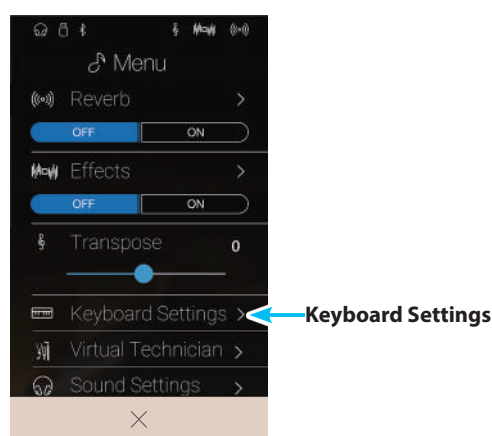 Menu
Reverb
OFF ON
Effects
OFF ON
Transpose 0
Keyboard Settings
Keyboard Settings
Virtual Technician
Sound Settings